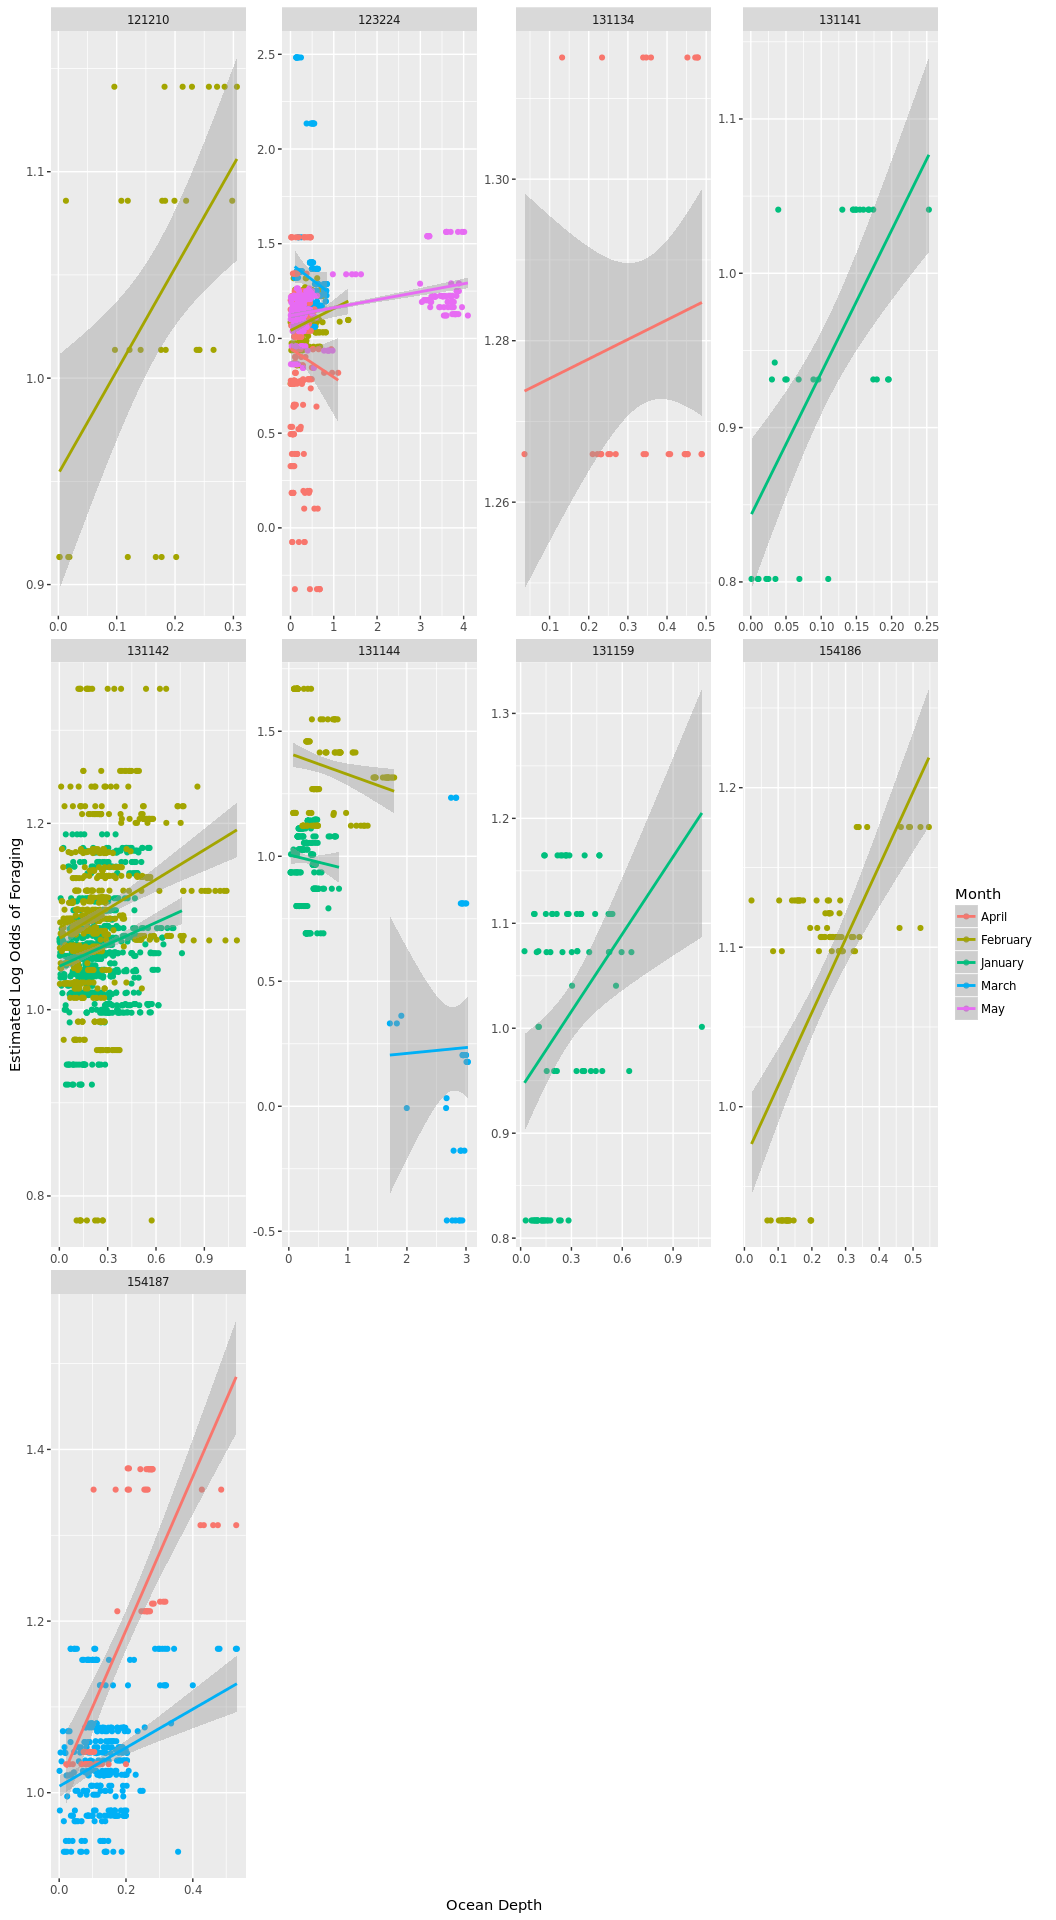 121210 123224 131134 131141
2.5
1.1
2.0
1.30
1.1
1.5
1.0
1.0
1.28
1.0
0.5
0.9
1.26
0.0
0.9
0.8
0.0 0.1 0.2 0.3 0 1 2 3 4 0.1 0.2 0.3 0.4 0.5 0.00 0.05 0.10 0.15 0.20 0.25
131142 131144 131159 154186
1.3
1.5
1.2
1.2
1.2
1.0
1.1
1.1
0.5
1.0
1.0
1.0
0.0
0.9
0.8
-0.5
0.8
0.0 0.3 0.6 0.9 0 1 2 3 0.0 0.3 0.6 0.9 0.0 0.1 0.2 0.3 0.4 0.5
154187
1.4
1.2
1.0
0.0 0.2 0.4
Estimated Log Odds of Foraging
Ocean Depth
Month
April
February
January
March
May